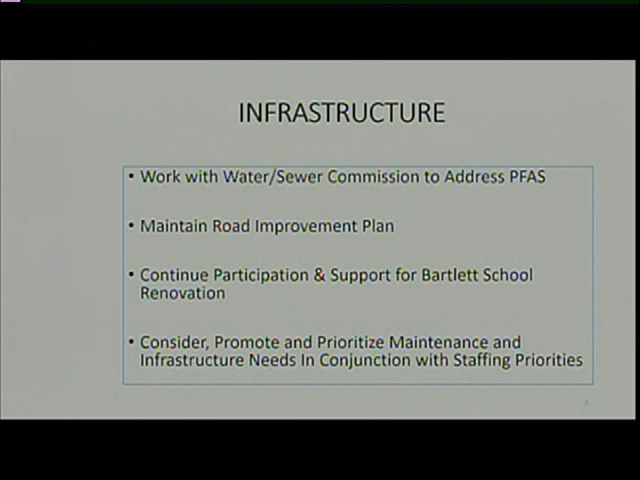 INFRASTRUCTURE
• Work with Water/Sewer Commission to Address PFAS
• Maintain Road Improvement Plan
• Continue Participation & Support for Bartlett School
Renovation
• Consider, Promote and Prioritize Maintenance and
Infrastructure Needs In Conjunction with Staffing Priorities